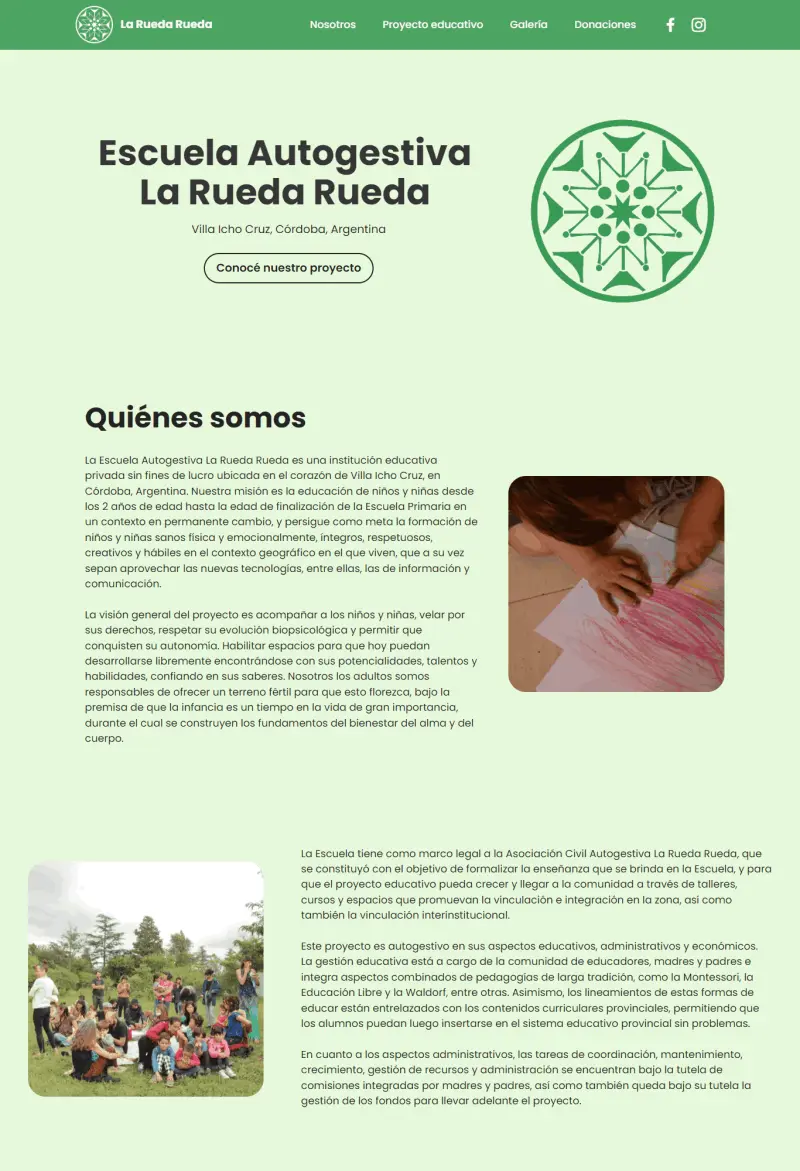 La Rueda Rueda
Nosotros
Proyecto educativo
Galería
Donaciones
Escuela Autogestiva
La Rueda Rueda
Villa Icho Cruz, Córdoba, Argentina
Conocé nuestro proyecto
Quiénes somos
La Escuela Autogestiva La Rueda Rueda es una institución educativa
privada sin fines de lucro ubicada en el corazón de Villa Icho Cruz, en
Córdoba, Argentina. Nuestra misión es la educación de niños y niñas desde
los 2 años de edad hasta la edad de finalización de la Escuela Primaria en
un contexto en permanente cambio, y persigue como meta la formación de
niños y niñas sanos física y emocionalmente, íntegros, respetuosos,
creativos y hábiles en el contexto geográfico en el que viven, que a su vez
sepan aprovechar las nuevas tecnologías, entre ellas, las de información y
comunicación.
La visión general del proyecto es acompañar a los niños y niñas, velar por
sus derechos, respetar su evolución biopsicológica y permitir que
conquisten su autonomía. Habilitar espacios para que hoy puedan
desarrollarse libremente encontrándose con sus potencialidades, talentos y
habilidades, confiando en sus saberes. Nosotros los adultos somos
responsables de ofrecer un terreno fértil para que esto florezca, bajo la
premisa de que la infancia es un tiempo en la vida de gran importancia,
durante el cual se construyen los fundamentos del bienestar del alma y del
cuerpo.
La Escuela tiene como marco legal a la Asociación Civil Autogestiva La Rueda Rueda, que
se constituyó con el objetivo de formalizar la enseñanza que se brinda en la Escuela, y para
que el proyecto educativo pueda crecer y llegar a la comunidad a través de talleres,
cursos y espacios que promuevan la vinculación e integración en la zona, así como
también la vinculación interinstitucional.
Este proyecto es autogestivo en sus aspectos educativos, administrativos y económicos.
La gestión educativa está a cargo de la comunidad de educadores, madres y padres e
integra aspectos combinados de pedagogías de larga tradición, como la Montessori, la
Educación Libre y la Waldorf, entre otras. Asimismo, los lineamientos de estas formas de
educar están entrelazados con los contenidos curriculares provinciales, permitiendo que
los alumnos puedan luego insertarse en el sistema educativo provincial sin problemas.
En cuanto a los aspectos administrativos, las tareas de coordinación, mantenimiento,
crecimiento, gestión de recursos y administración se encuentran bajo la tutela de
comisiones integradas por madres y padres, así como también queda bajo su tutela la
gestión de los fondos para llevar adelante el proyecto.